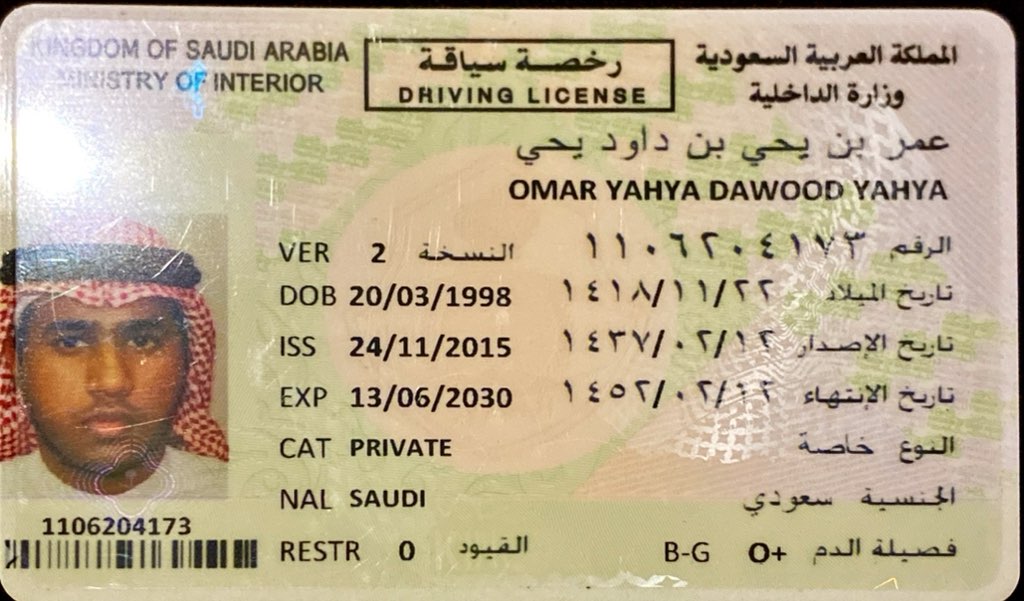 KINGDOM OF SAUDI ARABIA
MINISTRY OF INTERIOR
رخصة سياقة
DRIVING LICENSE
المملكة العربية السعودية
وزارة الداخلية
عمر بن يحي بن داود يحي
OMAR YAHYA DAWOOD YAHYA
VER 2 النسخة الرقم ١١٠٦٢٠٤١٧٣
DOB 20/03/1998 تاريخ الميلاد ١٤١٨/١١/٢٢
ISS 24/11/2015 تاريخ الإصدار ١٤٣٧/٠٢/١٢
EXP 13/06/2030 تاريخ الإنتهاء ١٤٥٢/٠٢/١٢
CAT PRIVATE النوع خاصة
NAL SAUDI الجنسية سعودي
1106204173
RESTR 0 القيود B-G O+ فصيلة الدم